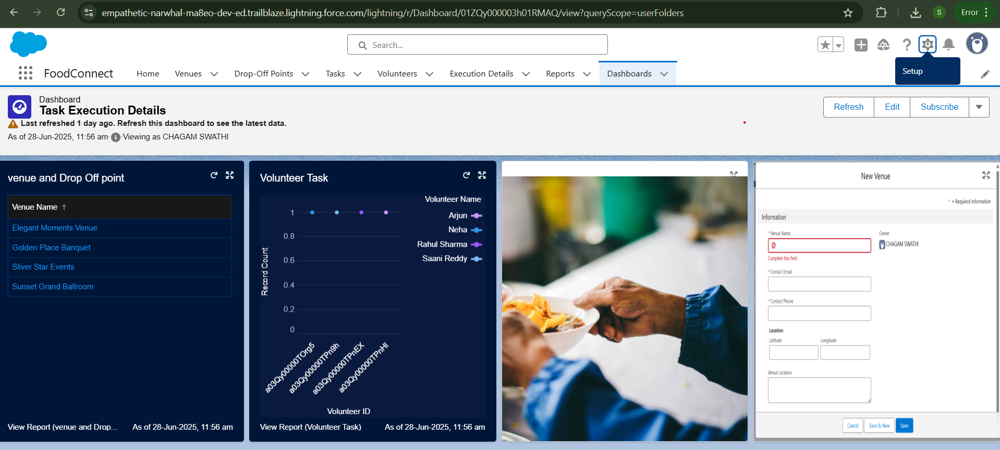 empathetic-narwhal-ma8eo-dev-ed.trailblaze.lightning.force.com/lightning/r/Dashboard/01ZQy000003h01RMAQ/view?queryScope=userFolders
S
Error
Search...
Setup
FoodConnect
Home
Venues
Drop-Off Points
Tasks
Volunteers
Execution Details
Reports
Dashboards
Dashboard
Task Execution Details
Last refreshed 1 day ago. Refresh this dashboard to see the latest data.
As of 28-Jun-2025, 11:56 am·Viewing as CHAGAM SWATHI
Refresh
Edit
Subscribe
venue and Drop Off point
Venue Name ↑
Elegant Moments Venue
Golden Place Banquet
Sliver Star Events
Sunset Grand Ballroom
View Report (venue and Drop...
As of 28-Jun-2025, 11:56 am
Volunteer Task
Volunteer Name
Arjun
Neha
Rahul Sharma
Saani Reddy
Record Count
1
0.8
0.6
0.4
0.2
0
a03Qy00000TOrg5
a03Qy00000TPn9h
a03Qy00000TPnEX
a03Qy00000TPnHl
Volunteer ID
View Report (Volunteer Task)
As of 28-Jun-2025, 11:56 am
New Venue
* = Required Information
Information
*Venue Name
Complete this field.
Owner
CHAGAM SWATHI
*Contact Email
*Contact Phone
Location
Latitude
Longitude
Venue Location
Cancel
Save & New
Save